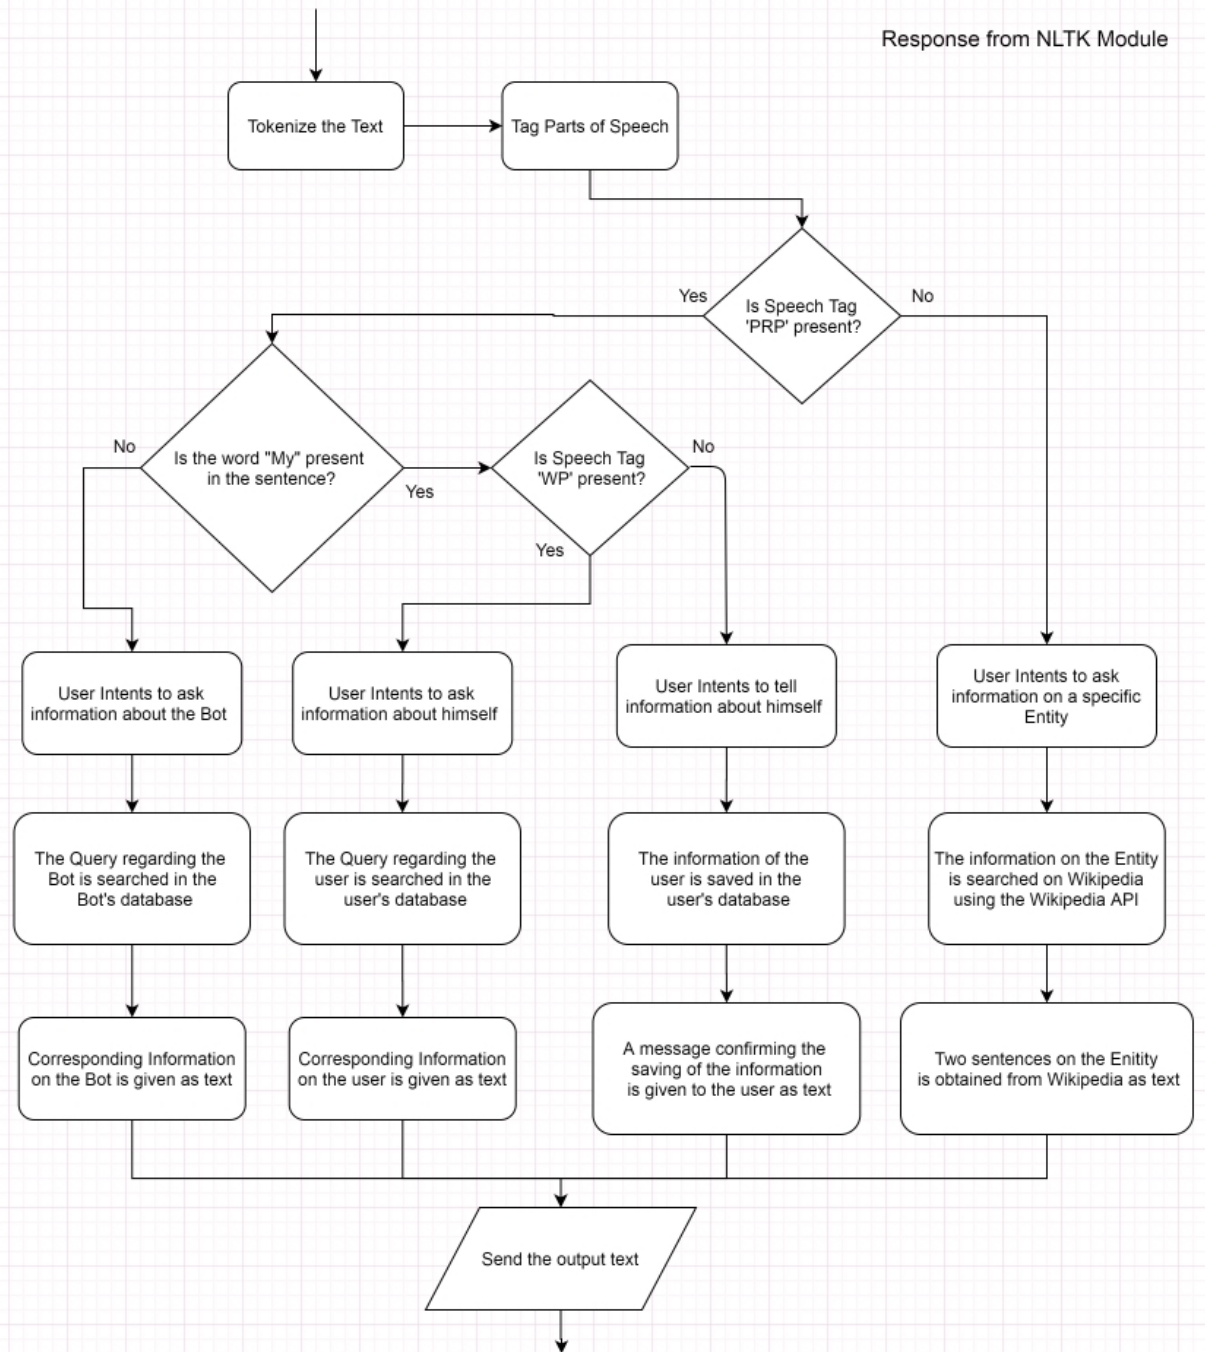 Response from NLTK Module
Tokenize the Text
Tag Parts of Speech
Is Speech Tag
'PRP' present?
Yes
No
Is the word "My" present
in the sentence?
No
Yes
Is Speech Tag
'WP' present?
No
Yes
User Intents to ask
information about the Bot
User Intents to ask
information about himself
User Intents to tell
information about himself
User Intents to ask
information on a specific
Entity
The Query regarding the
Bot is searched in the
Bot's database
The Query regarding the
user is searched in the
user's database
The information of the
user is saved in the
user's database
The information on the Entity
is searched on Wikipedia
using the Wikipedia API
Corresponding Information
on the Bot is given as text
Corresponding Information
on the user is given as text
A message confirming the
saving of the information
is given to the user as text
Two sentences on the Enitity
is obtained from Wikipedia as text
Send the output text